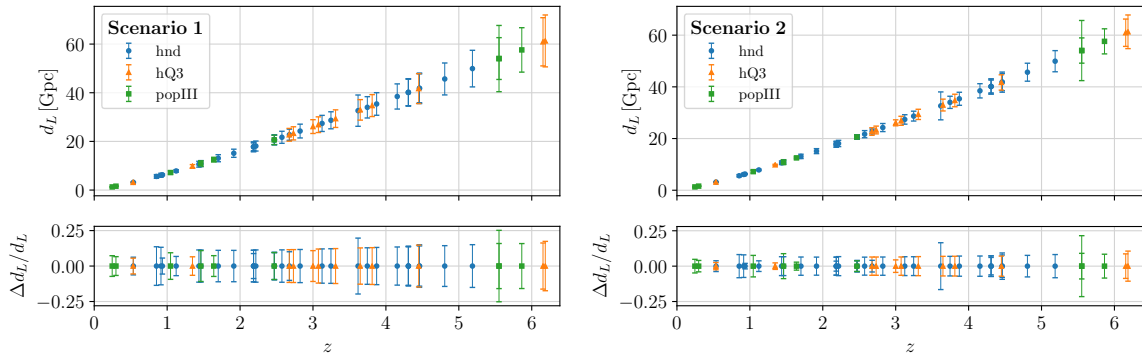 Scenario 1
hnd
hQ3
popIII
d_L [Gpc]
60
40
20
0
Δd_L/d_L
0.25
0.00
−0.25
0 1 2 3 4 5 6
z
Scenario 2
hnd
hQ3
popIII
d_L [Gpc]
60
40
20
0
Δd_L/d_L
0.25
0.00
−0.25
0 1 2 3 4 5 6
z